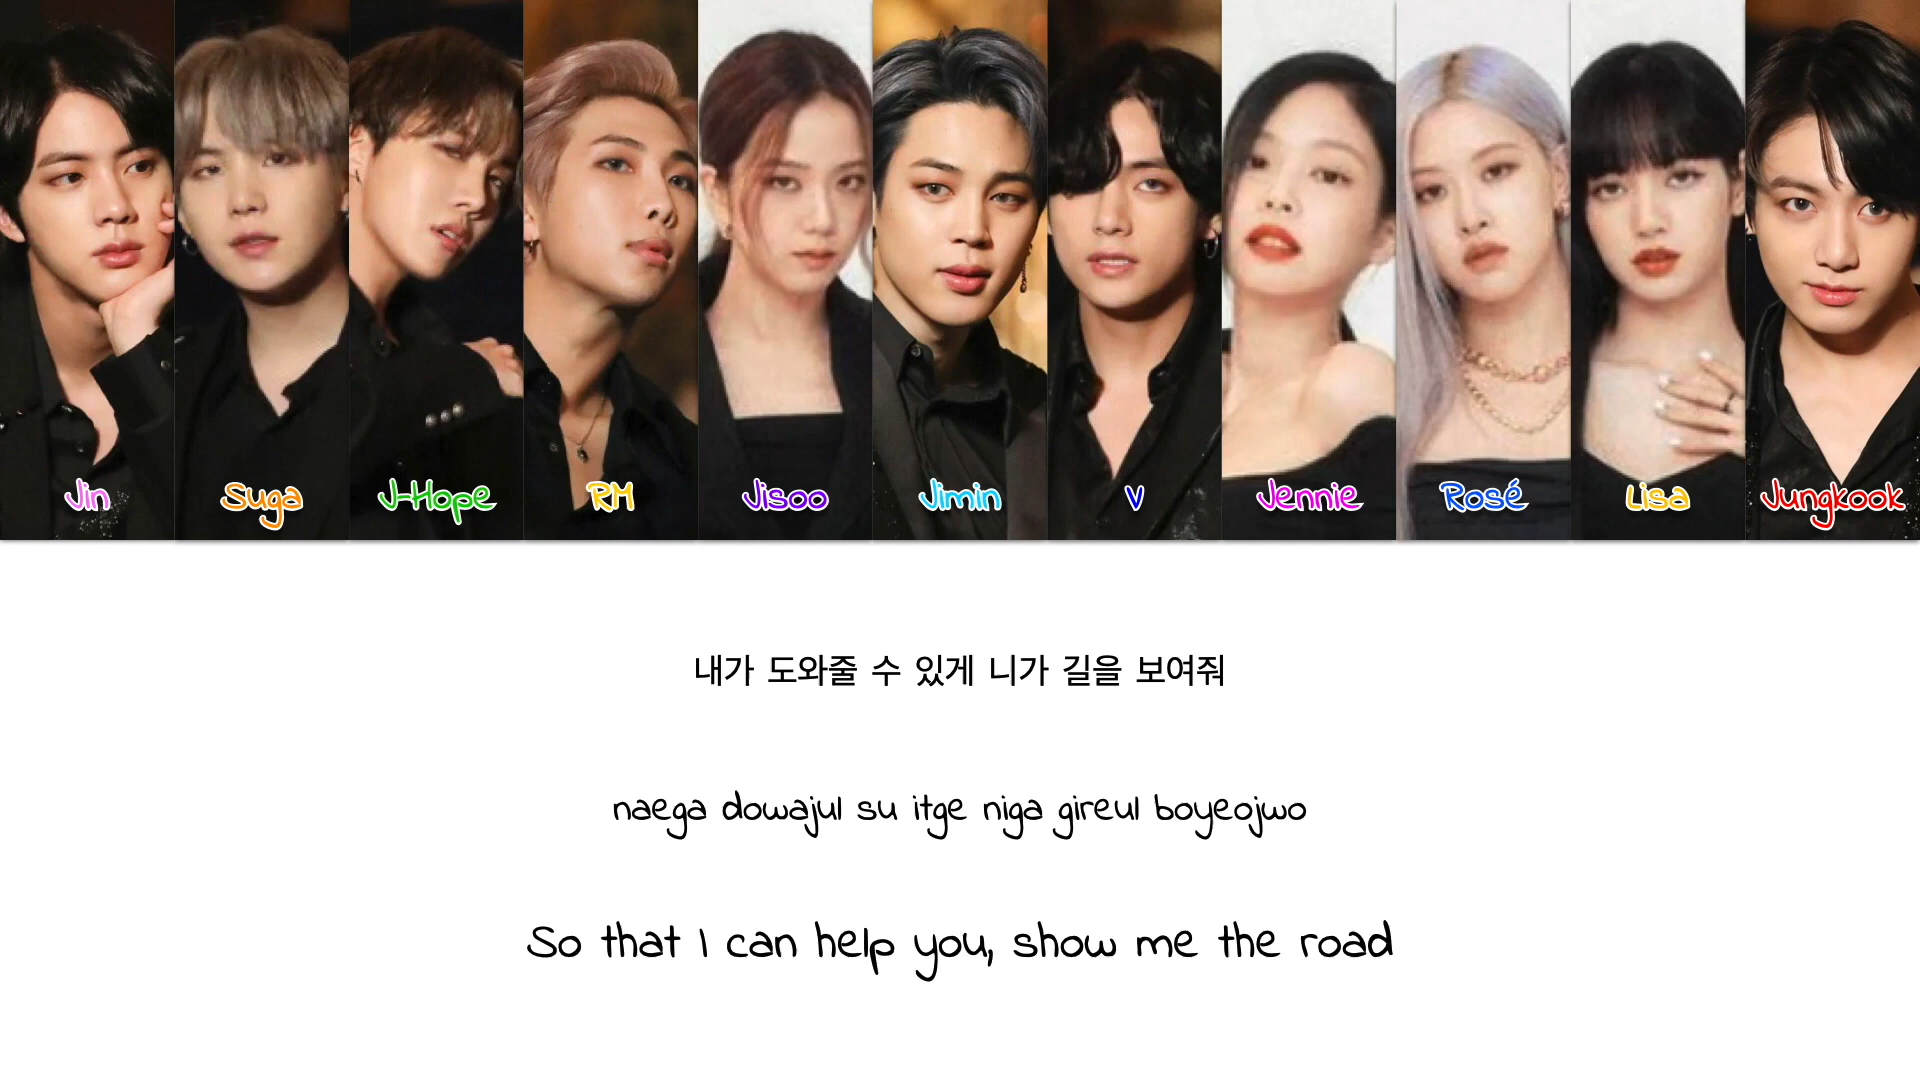 Jin Suga J-Hope RM Jisoo Jimin V Jennie Rosé Lisa Jungkook
내가 도와줄 수 있게 니가 길을 보여줘
naega dowajul su itge niga gireul boyeojwo
So that I can help you, show me the road